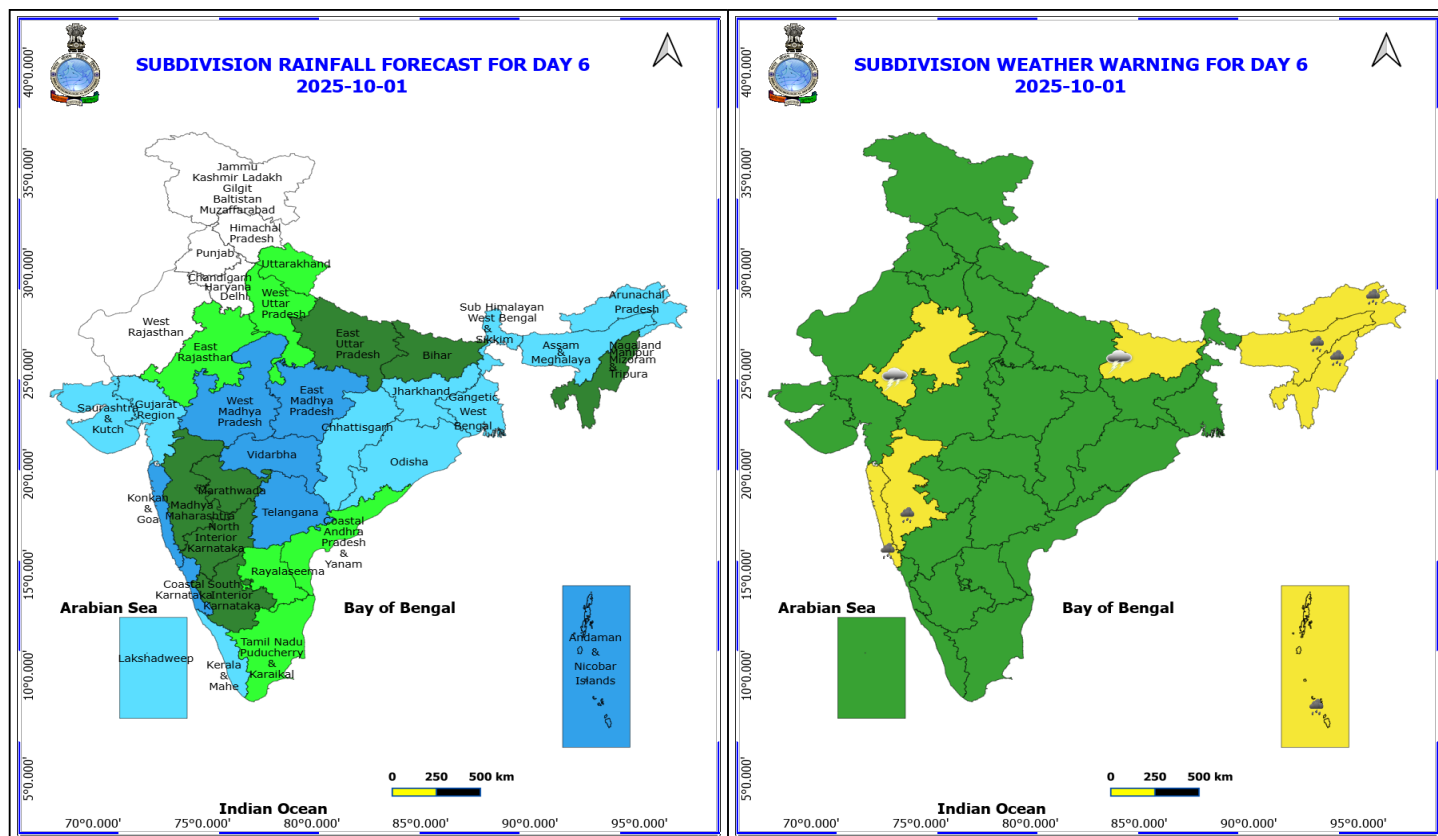 SUBDIVISION RAINFALL FORECAST FOR DAY 6
2025-10-01
40°0.000'
35°0.000'
30°0.000'
25°0.000'
20°0.000'
15°0.000'
10°0.000'
5°0.000'
Jammu
Kashmir Ladakh
Gilgit
Baltistan
Muzaffarabad
Himachal
Pradesh
Punjab
Uttarakhand
Chandigarh
Haryana
Delhi
West
Uttar
Pradesh
West
Rajasthan
East
Rajasthan
East
Uttar
Pradesh
Bihar
Sub Himalayan
West Bengal
&
Sikkim
Arunachal
Pradesh
Assam
&
Meghalaya
Nagaland
Manipur
Mizoram
&
Tripura
Saurashtra
&
Kutch
Gujarat
Region
West
Madhya
Pradesh
East
Madhya
Pradesh
Jharkhand
Gangetic
West
Bengal
Chhattisgarh
Vidarbha
Odisha
Konkan
&
Goa
Marathwada
Madhya
Maharashtra
North
Interior
Karnataka
Telangana
Coastal
Andhra
Pradesh
&
Yanam
Rayalaseema
Coastal
Karnataka
South
Interior
Karnataka
Arabian Sea
Bay of Bengal
Lakshadweep
Kerala
&
Mahe
Tamil Nadu
Puducherry
&
Karaikal
Andaman
&
Nicobar
Islands
0 250 500 km
Indian Ocean
70°0.000' 75°0.000' 80°0.000' 85°0.000' 90°0.000' 95°0.000'
SUBDIVISION WEATHER WARNING FOR DAY 6
2025-10-01
40°0.000'
35°0.000'
30°0.000'
25°0.000'
20°0.000'
15°0.000'
10°0.000'
5°0.000'
Arabian Sea
Bay of Bengal
0 250 500 km
Indian Ocean
70°0.000' 75°0.000' 80°0.000' 85°0.000' 90°0.000' 95°0.000'